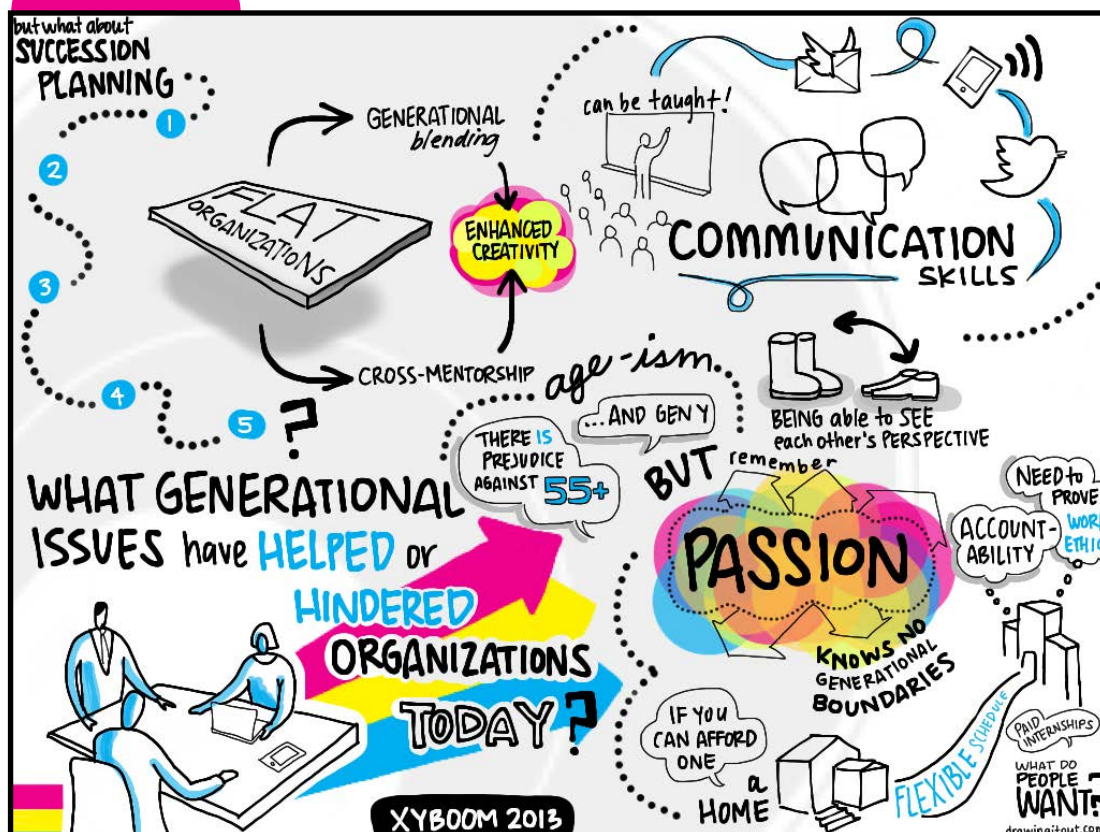 but what about
SUCCESSION
PLANNING
1
2
3
4
5
?
FLAT
ORGANIZATIONS
GENERATIONAL
blending
ENHANCED
CREATIVITY
CROSS-MENTORSHIP
can be taught!
COMMUNICATION
SKILLS
BEING able to SEE
each other's PERSPECTIVE
age-ism
THERE IS
PREJUDICE
AGAINST 55+
...AND GEN Y
WHAT GENERATIONAL
ISSUES have HELPED or
HINDERED
ORGANIZATIONS
TODAY?
XYBOOM 2013
BUT remember
PASSION
KNOWS NO
GENERATIONAL
BOUNDARIES
NEED to
PROVE
WORK
ETHIC
ACCOUNT-
ABILITY
IF YOU
CAN AFFORD
ONE
a
HOME
FLEXIBLE SCHEDULE
PAID
INTERNSHIPS
WHAT DO
PEOPLE
WANT?
drawingitout.com